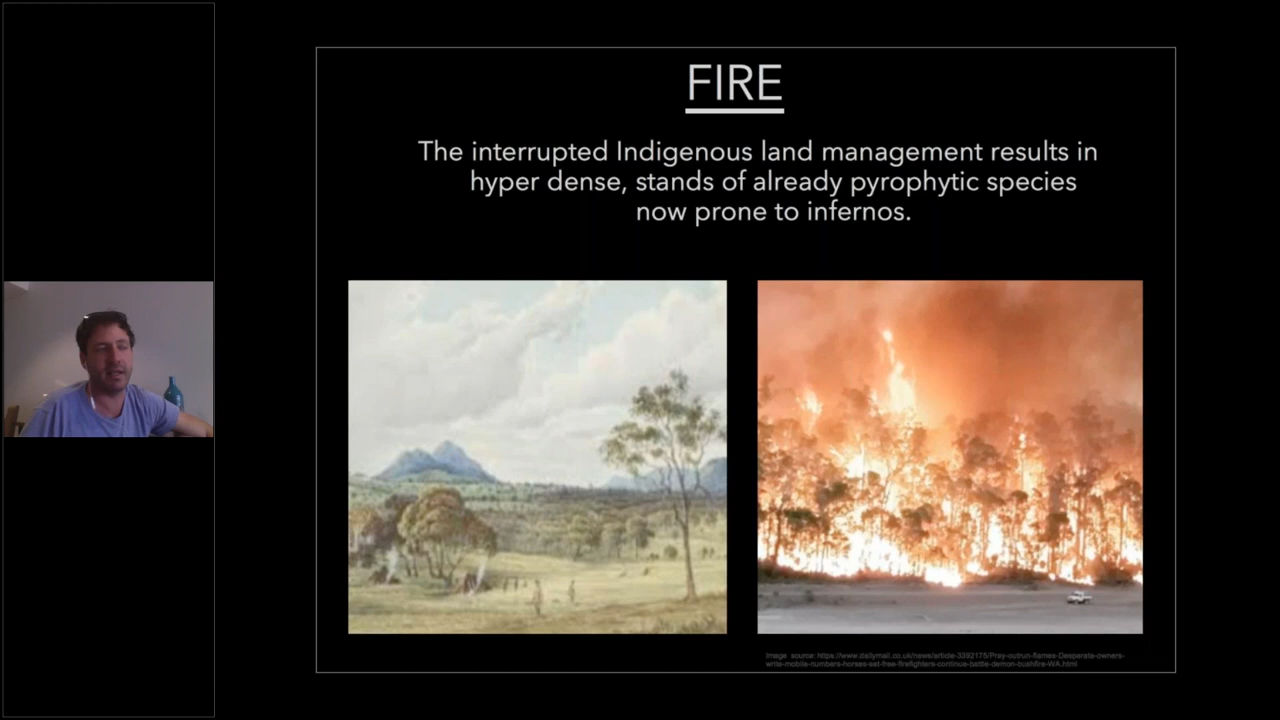 FIRE
The interrupted Indigenous land management results in
hyper dense, stands of already pyrophytic species
now prone to infernos.
Image source: https://www.dailymail.co.uk/news/article-3392175/Pray-outrun-flames-Desperate-owners-
write-mobile-numbers-horses-set-free-firefighters-continue-battle-demon-bushfire-WA.html